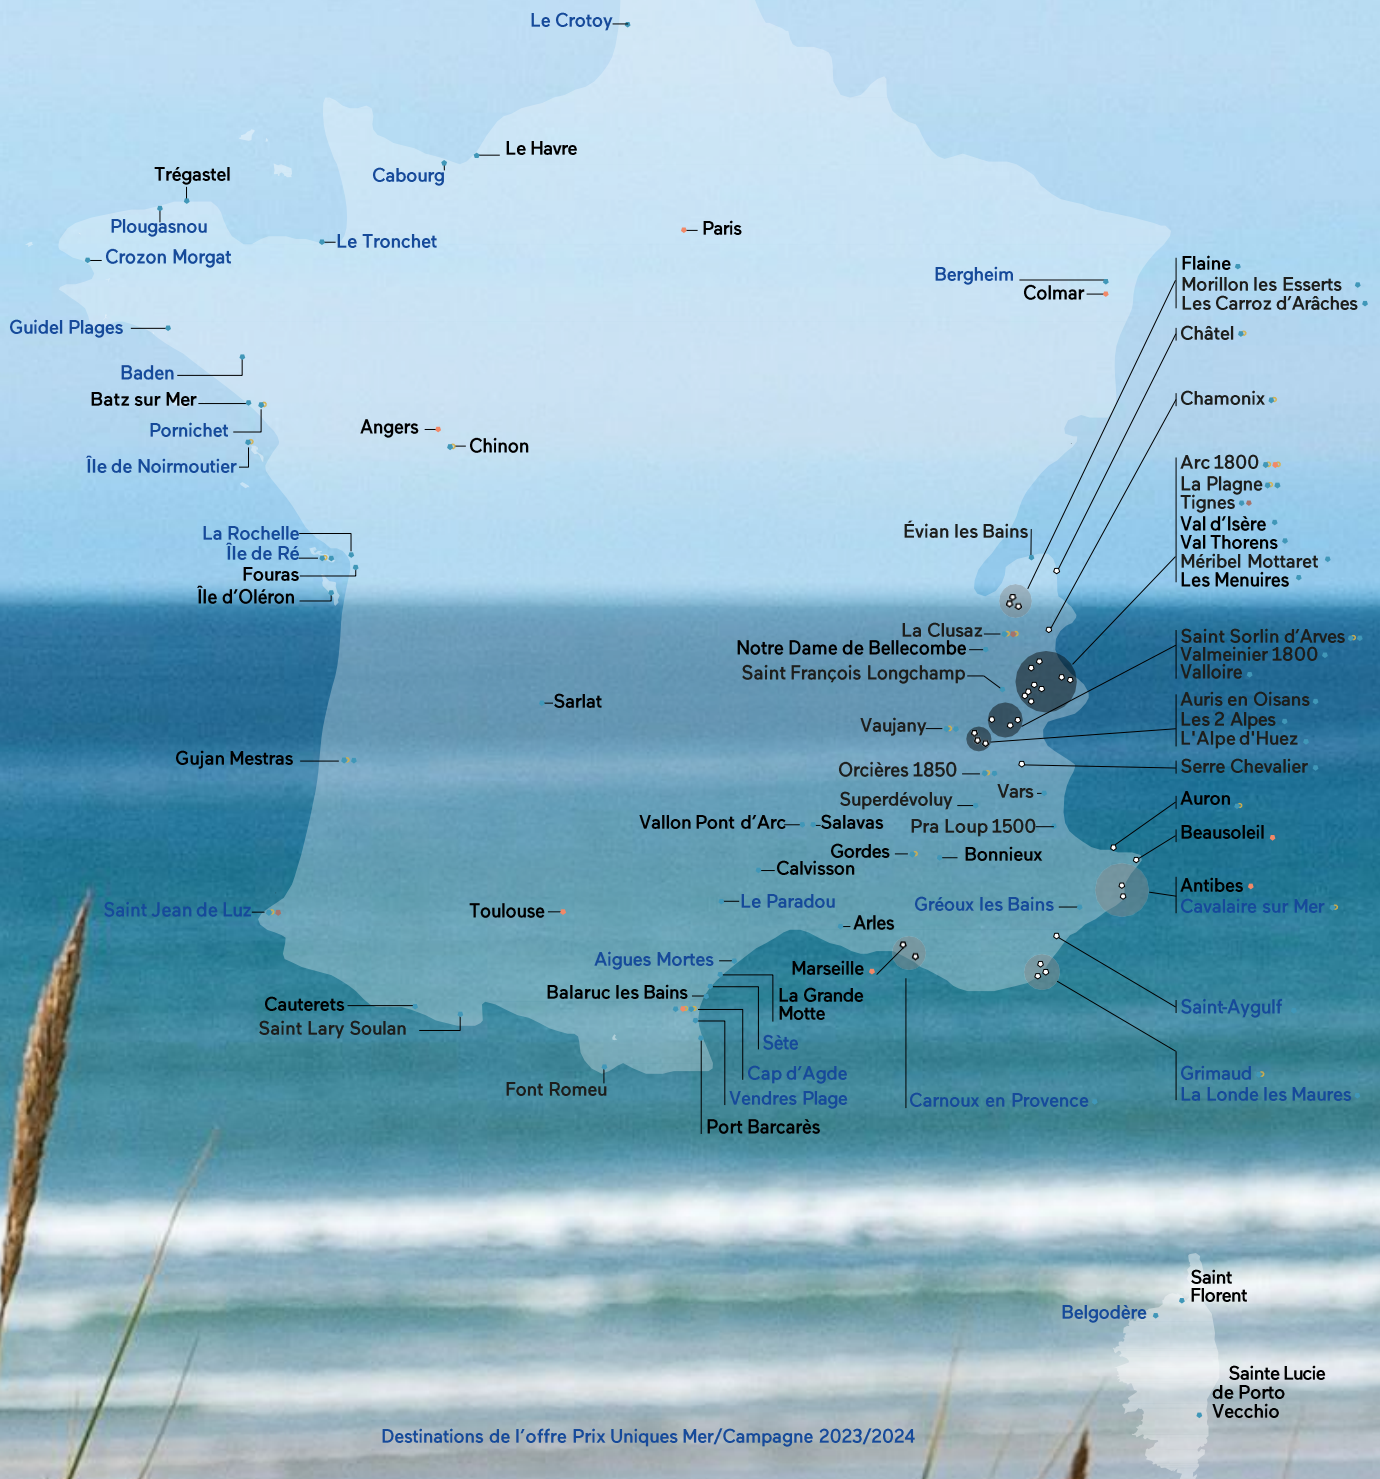 Le Crotoy
Le Havre
Cabourg
Trégastel
Plougasnou
Le Tronchet
Crozon Morgat
Paris
Bergheim
Colmar
Guidel Plages
Baden
Batz sur Mer
Pornichet
Île de Noirmoutier
Angers
Chinon
La Rochelle
Île de Ré
Fouras
Île d'Oléron
Flaine
Morillon les Esserts
Les Carroz d'Arâches
Châtel
Chamonix
Arc 1800
La Plagne
Tignes
Val d'Isère
Val Thorens
Méribel Mottaret
Les Menuires
Évian les Bains
La Clusaz
Notre Dame de Bellecombe
Saint François Longchamp
Saint Sorlin d'Arves
Valmeinier 1800
Valloire
Auris en Oisans
Les 2 Alpes
L'Alpe d'Huez
Sarlat
Vaujany
Gujan Mestras
Orcières 1850
Serre Chevalier
Vars
Superdévoluy
Auron
Vallon Pont d'Arc
Salavas
Pra Loup 1500
Beausoleil
Gordes
Bonnieux
Calvisson
Antibes
Cavalaire sur Mer
Le Paradou
Gréoux les Bains
Saint Jean de Luz
Toulouse
Arles
Aigues Mortes
Marseille
Balaruc les Bains
La Grande
Motte
Cauterets
Saint Lary Soulan
Saint-Aygulf
Sète
Cap d'Agde
Grimaud
La Londe les Maures
Font Romeu
Vendres Plage
Carnoux en Provence
Port Barcarès
Saint
Florent
Belgodère
Sainte Lucie
de Porto
Vecchio
Destinations de l'offre Prix Uniques Mer/Campagne 2023/2024